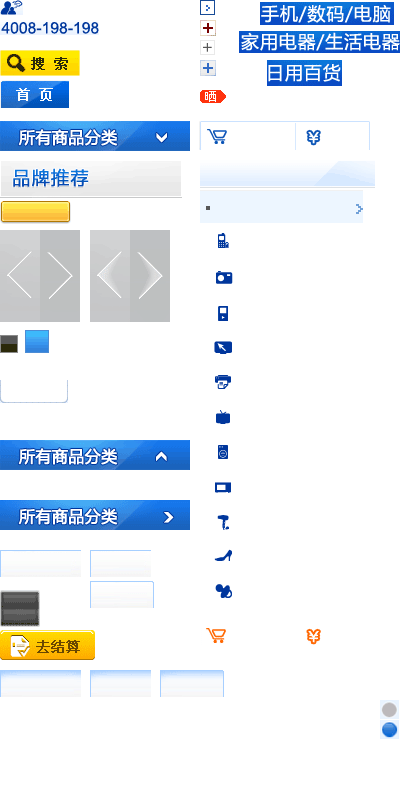 4008-198-198
手机/数码/电脑
家用电器/生活电器
搜索
日用百货
首页
晒
所有商品分类
品牌推荐
所有商品分类
所有商品分类
去结算